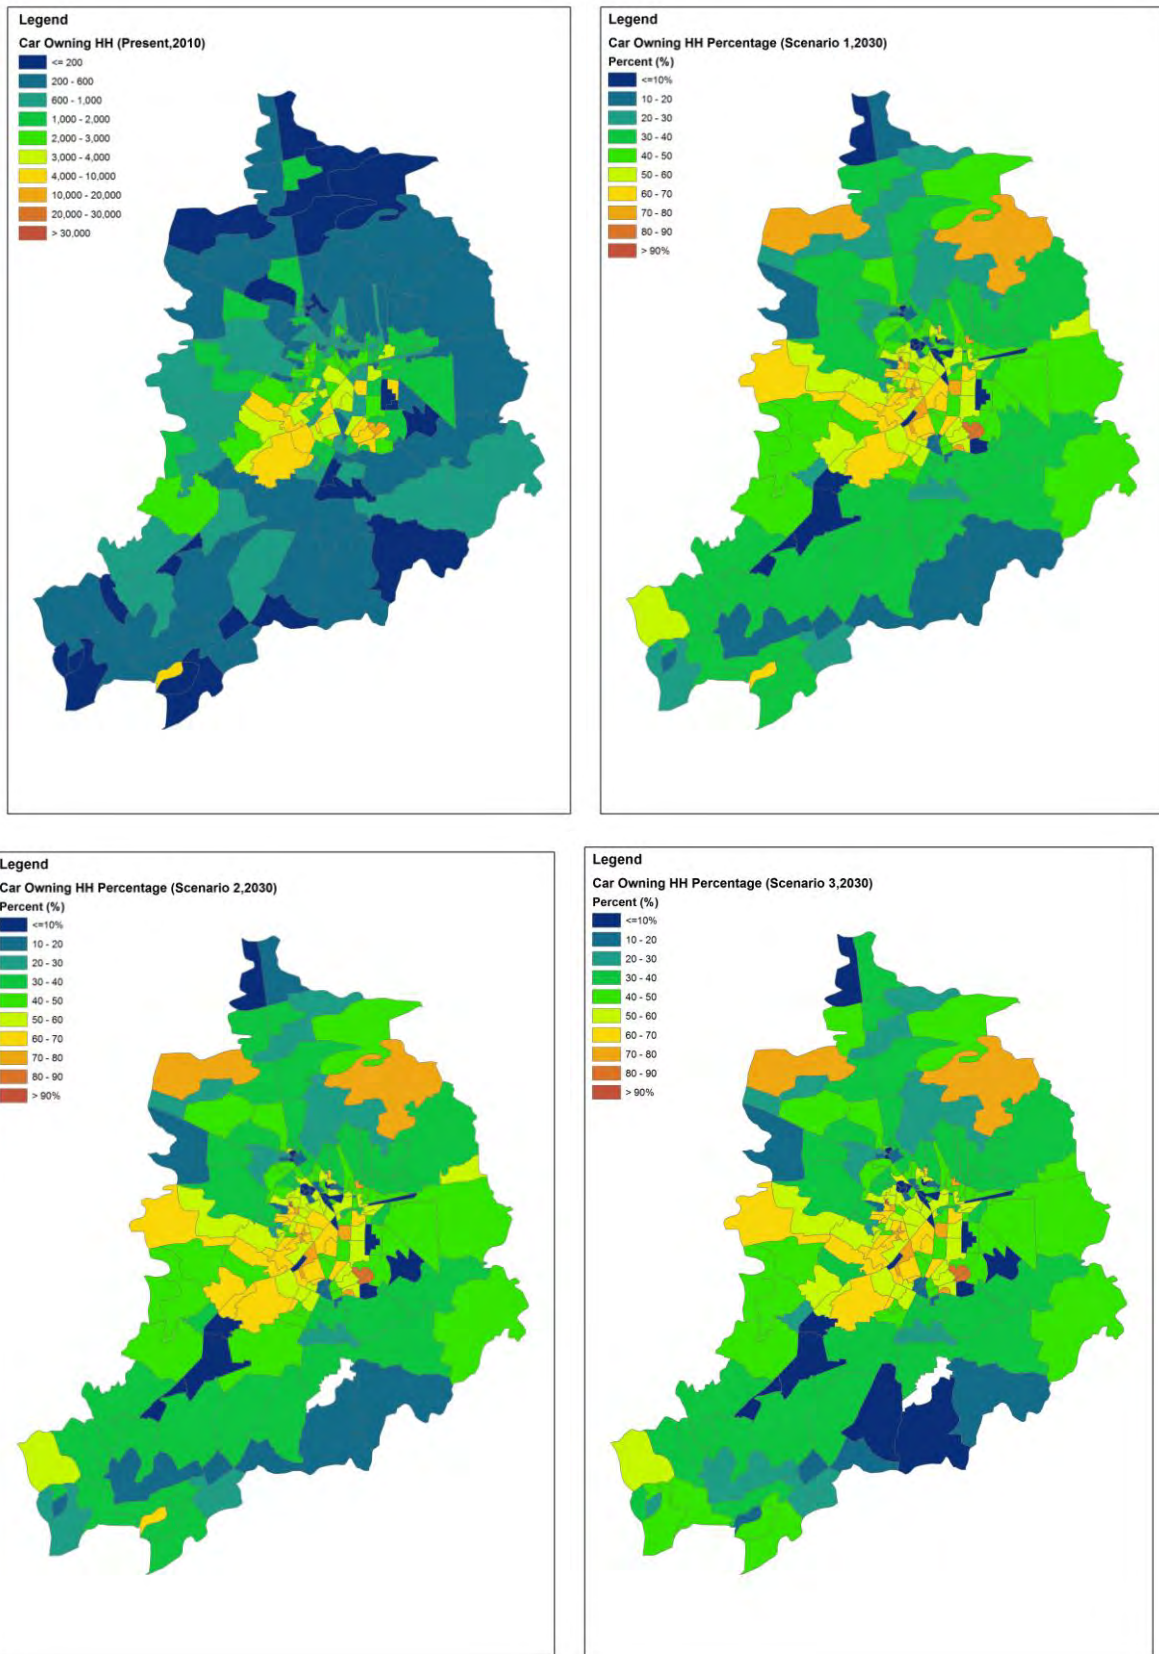 Legend
Car Owning HH (Present,2010)
<= 200
200 - 600
600 - 1,000
1,000 - 2,000
2,000 - 3,000
3,000 - 4,000
4,000 - 10,000
10,000 - 20,000
20,000 - 30,000
> 30,000
Legend
Car Owning HH Percentage (Scenario 1,2030)
Percent (%)
<=10%
10 - 20
20 - 30
30 - 40
40 - 50
50 - 60
60 - 70
70 - 80
80 - 90
> 90%
Legend
Car Owning HH Percentage (Scenario 2,2030)
Percent (%)
<=10%
10 - 20
20 - 30
30 - 40
40 - 50
50 - 60
60 - 70
70 - 80
80 - 90
> 90%
Legend
Car Owning HH Percentage (Scenario 3,2030)
Percent (%)
<=10%
10 - 20
20 - 30
30 - 40
40 - 50
50 - 60
60 - 70
70 - 80
80 - 90
> 90%